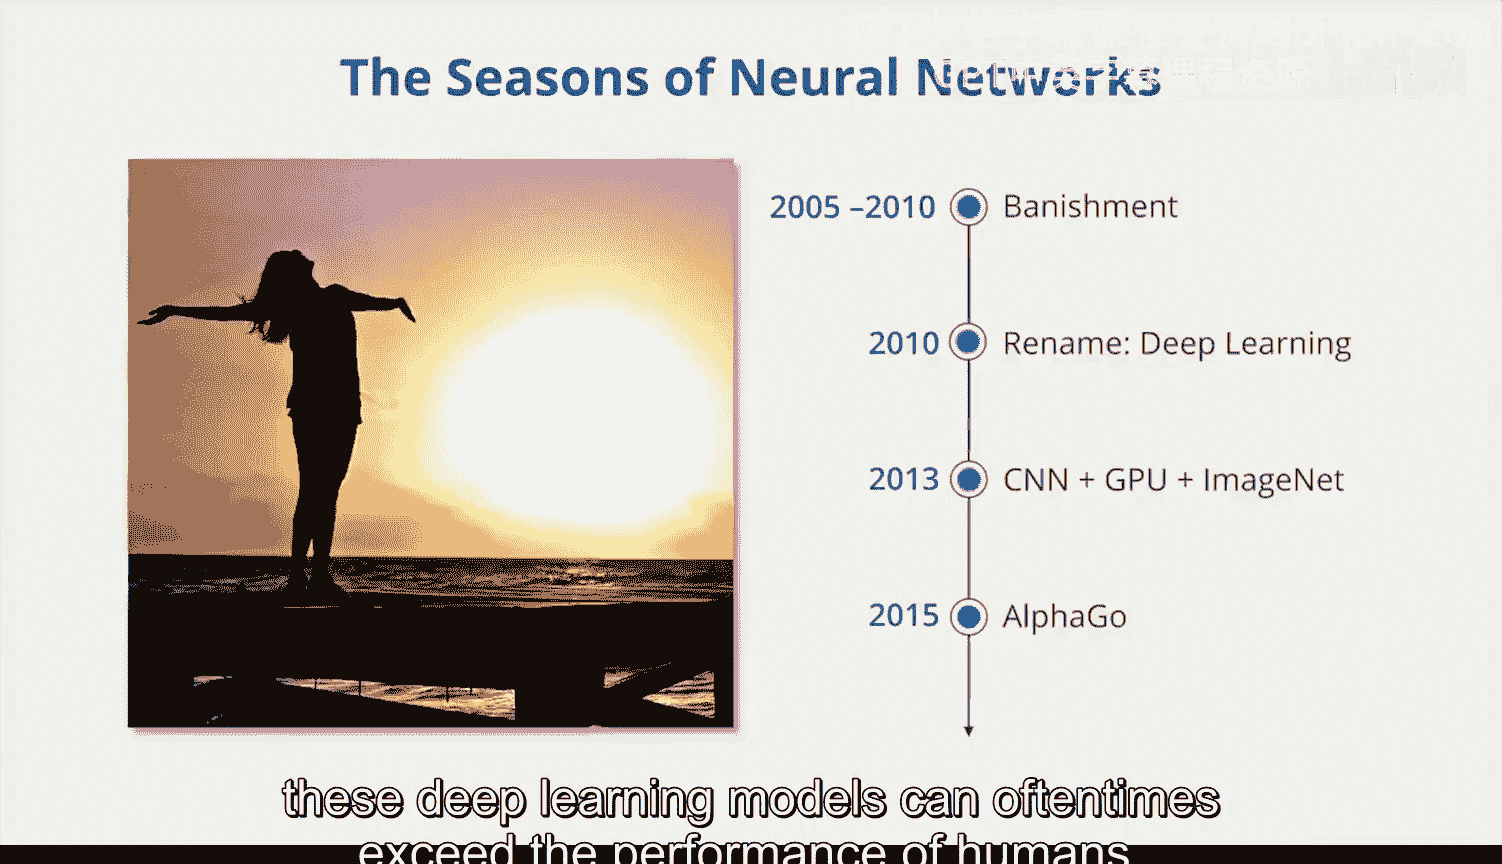 The Seasons of Neural Networks
2005 –2010 Banishment
2010 Rename: Deep Learning
2013 CNN + GPU + ImageNet
2015 AlphaGo
these deep learning models can oftentimes
exceed the performance of humans